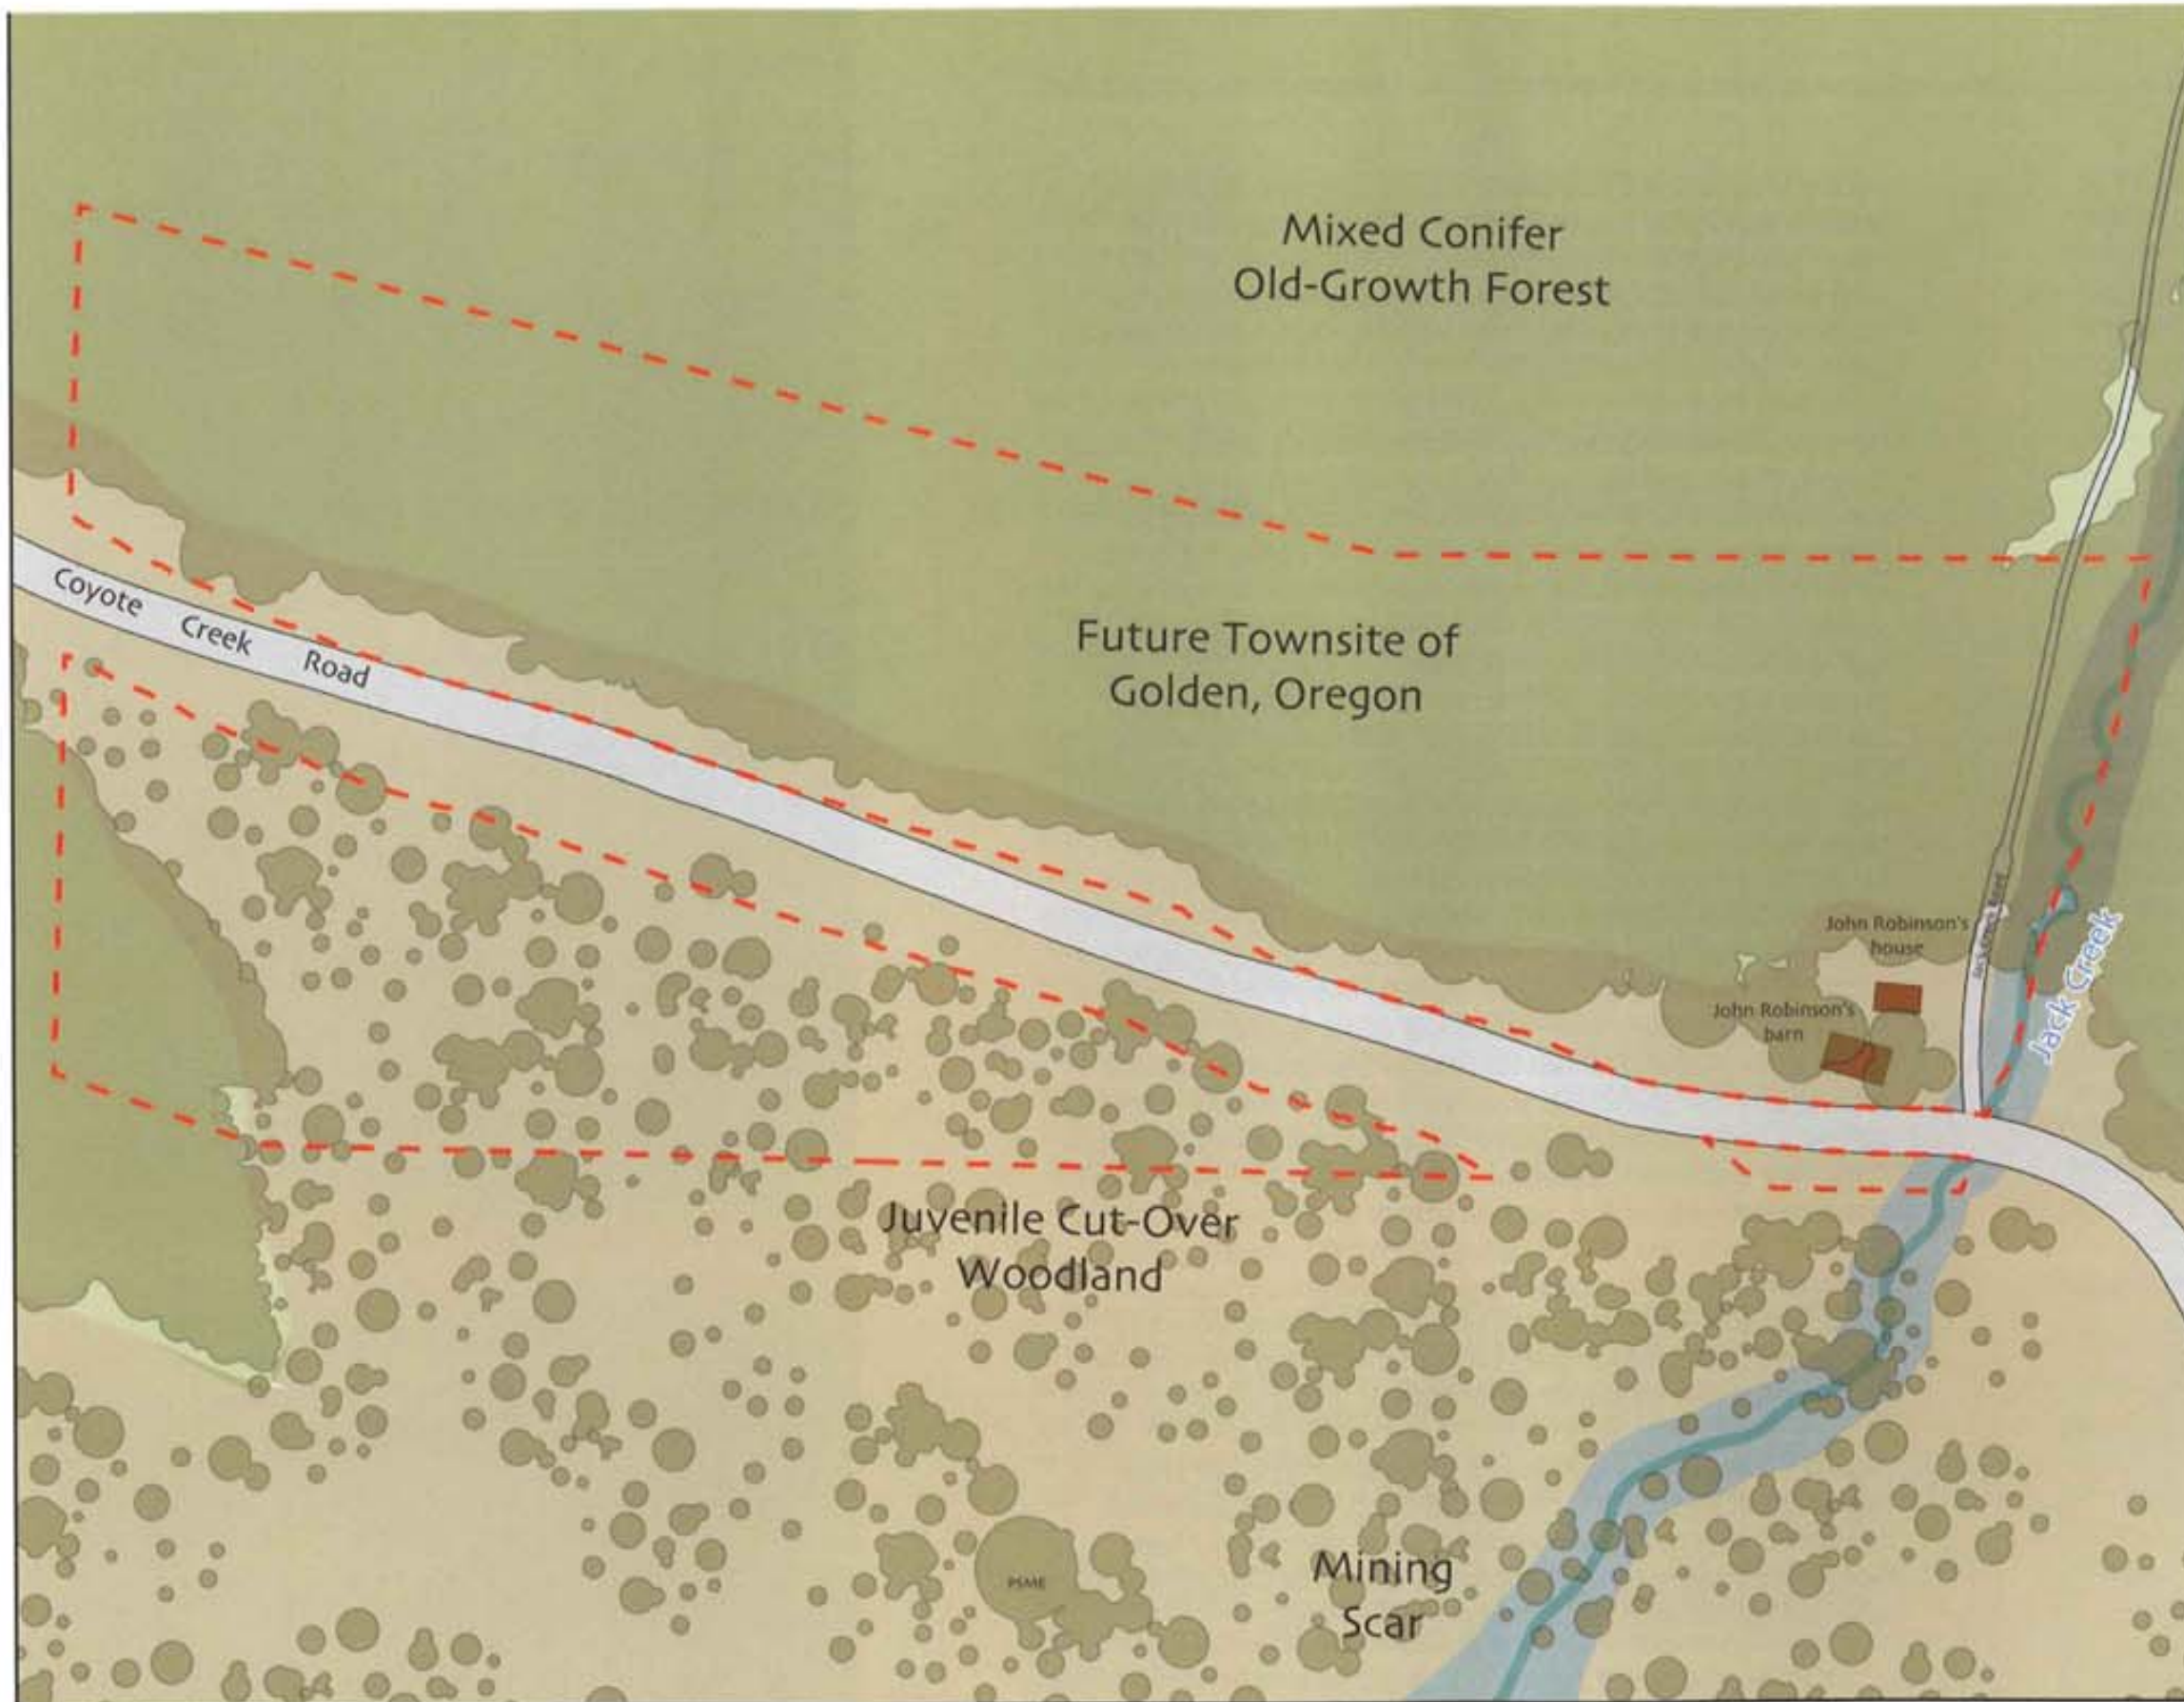 Mixed Conifer
Old-Growth Forest
Future Townsite of
Golden, Oregon
Coyote Creek Road
John Robinson's
house
John Robinson's
barn
Jack Creek
Juvenile Cut-Over
Woodland
PSME
Mining
Scar